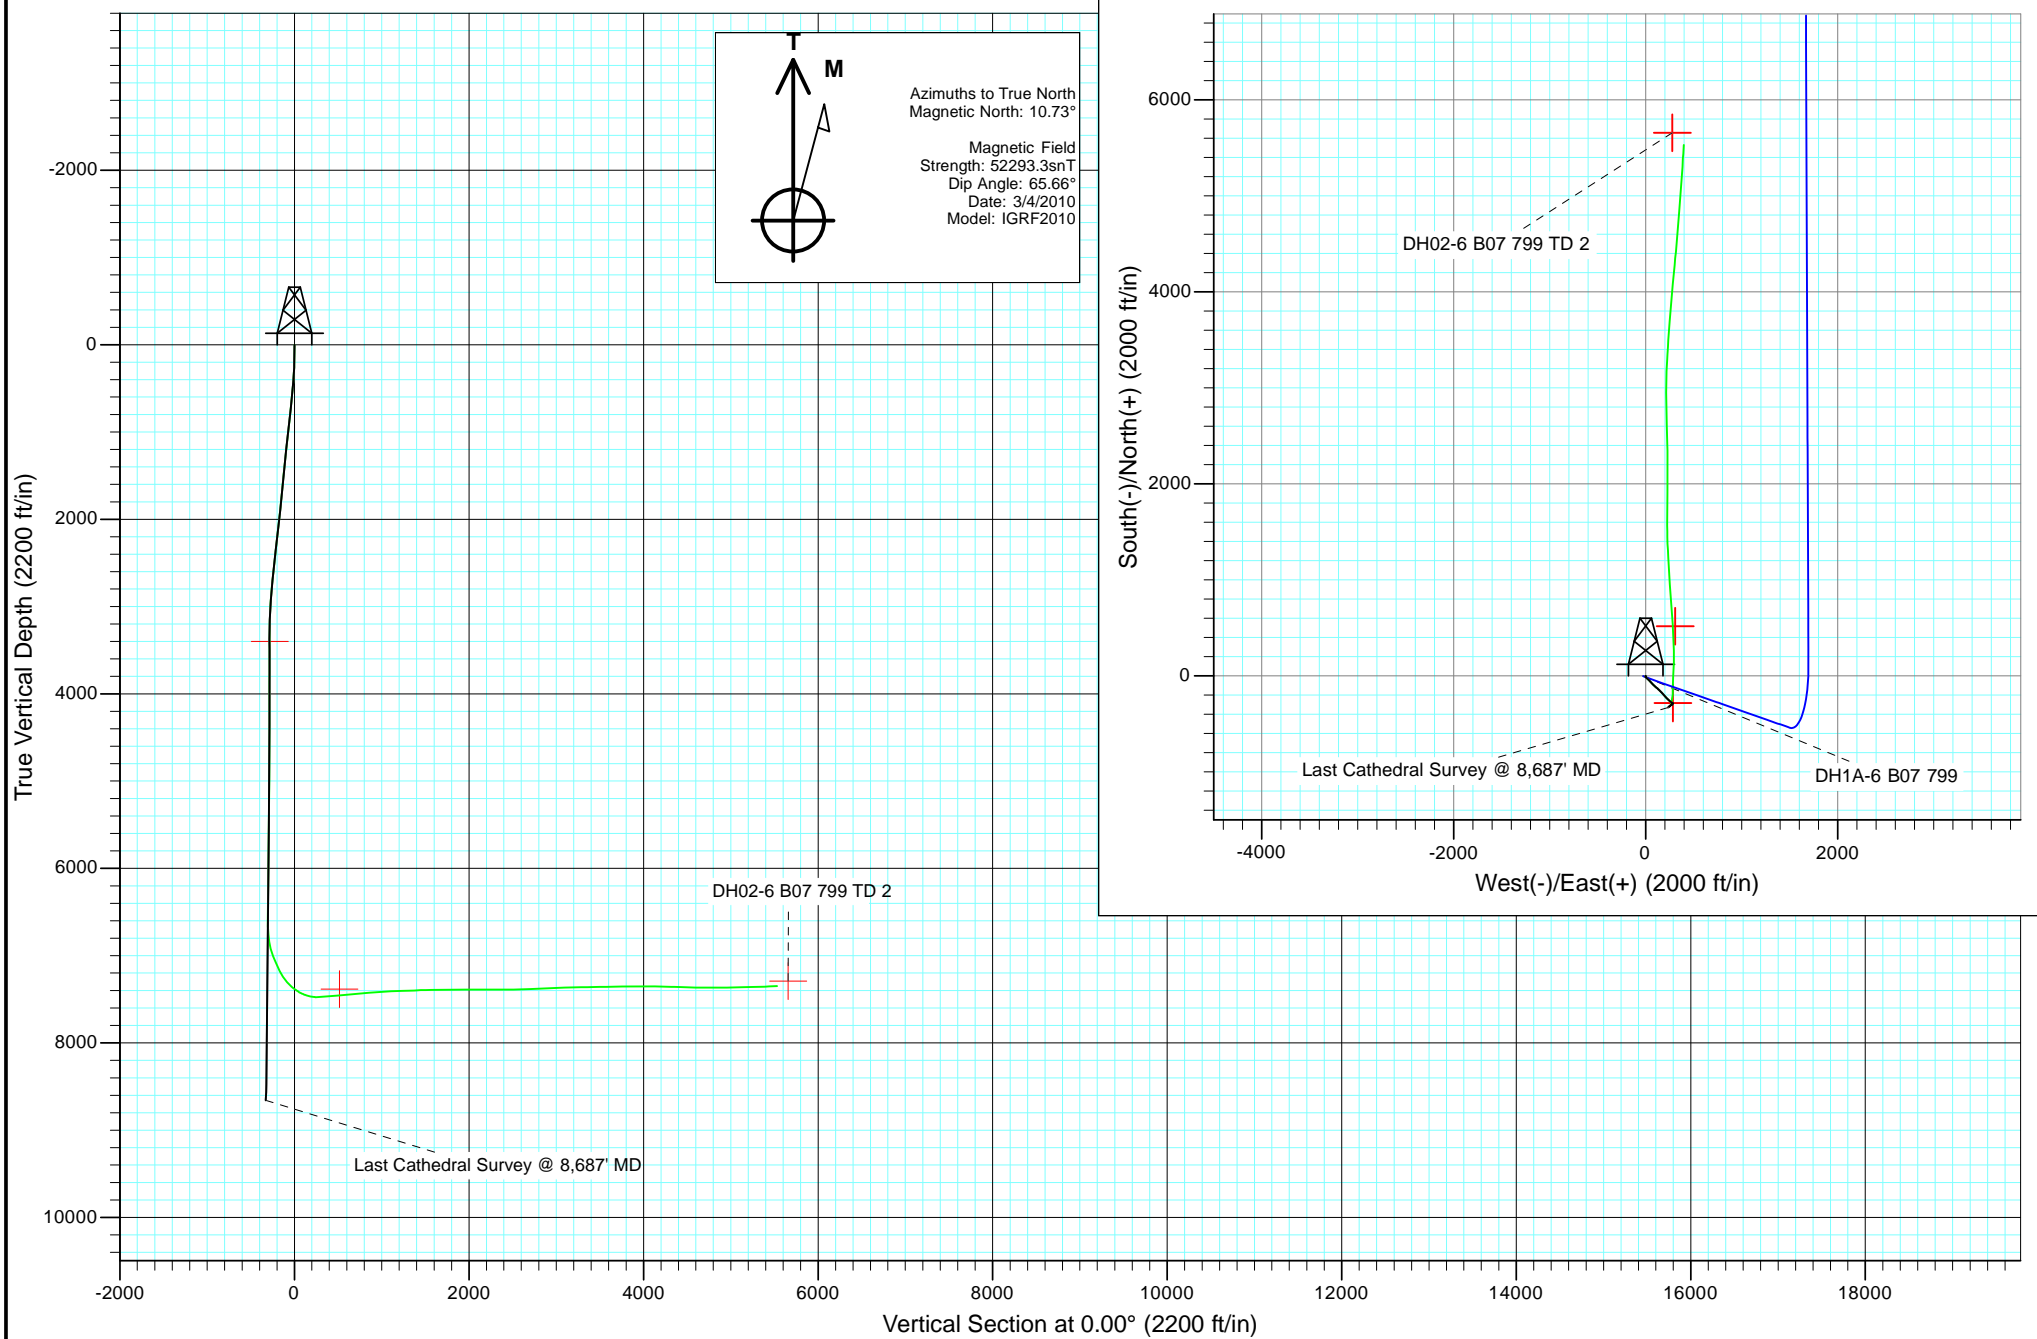 T
M
Azimuths to True North
Magnetic North: 10.73°
Magnetic Field
Strength: 52293.3snT
Dip Angle: 65.66°
Date: 3/4/2010
Model: IGRF2010
True Vertical Depth (2200 ft/in)
-2000
0
2000
4000
6000
8000
10000
DH02-6 B07 799 TD 2
Last Cathedral Survey @ 8,687' MD
-2000
0
2000
4000
6000
8000
10000
12000
14000
16000
18000
Vertical Section at 0.00° (2200 ft/in)
South(-)/North(+) (2000 ft/in)
6000
4000
2000
0
DH02-6 B07 799 TD 2
Last Cathedral Survey @ 8,687' MD
DH1A-6 B07 799
-4000
-2000
0
2000
West(-)/East(+) (2000 ft/in)